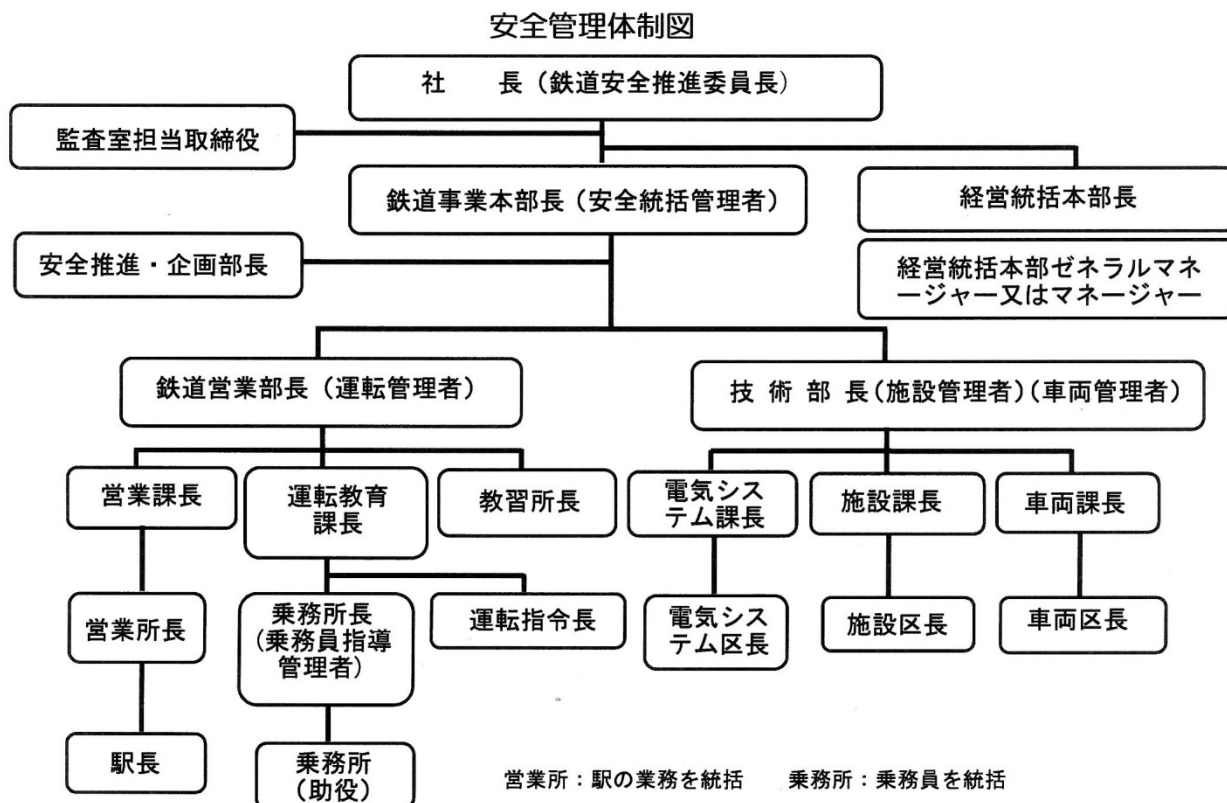 安全管理体制図
社　　長（鉄道安全推進委員長）
監査室担当取締役
鉄道事業本部長（安全統括管理者）
経営統括本部長
安全推進・企画部長
経営統括本部ゼネラルマネ
ージャー又はマネージャー
鉄道営業部長（運転管理者）
技 術 部 長（施設管理者）（車両管理者）
営業課長
運転教育
課長
教習所長
電気シス
テム課長
施設課長
車両課長
営業所長
乗務所長
（乗務員指導
管理者）
運転指令長
電気シス
テム区長
施設区長
車両区長
駅長
乗務所
（助役）
営業所：駅の業務を統括　　乗務所：乗務員を統括